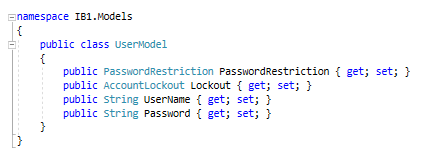 namespace IB1.Models
{
public class UserModel
{
public PasswordRestriction PasswordRestriction { get; set; }
public AccountLockout Lockout { get; set; }
public String UserName { get; set; }
public String Password { get; set; }
}
}